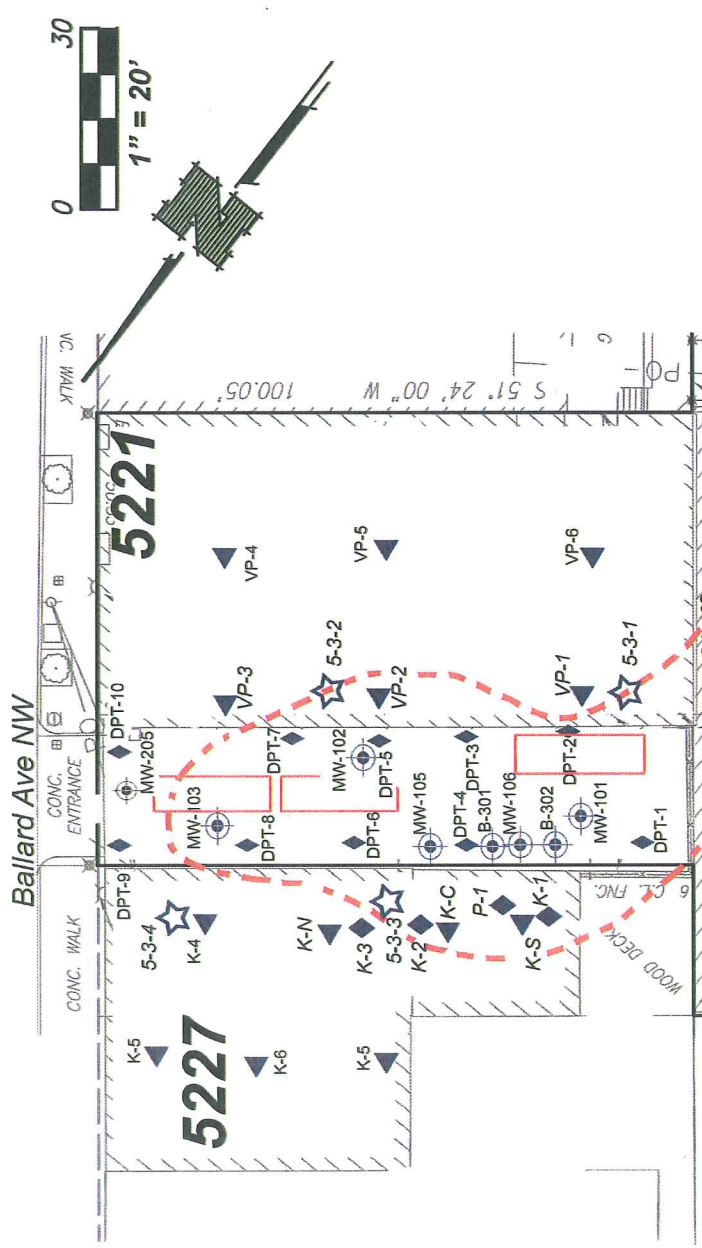 0
30
1" = 20'
N
Ballard Ave NW
CONC. WALK
CONC.
ENTRANCE
VC. WALK
5221
S 51° 24' 00" W
100.05'
DPT-10
MW-205
DPT-9
MW-103
DPT-7
DPT-8
MW-102
DPT-5
DPT-6
MW-105
DPT-3
DPT-4
B-301
MW-106
B-302
DPT-2
MW-101
DPT-1
VP-4
VP-5
VP-6
VP-3
5-3-2
VP-2
VP-1
5-3-1
5-3-4
K-4
K-N
K-3
5-3-3
K-2
K-C
P-1
K-1
K-S
6' C.L. FNC.
WOOD DECK
5227
K-5
K-6
K-5